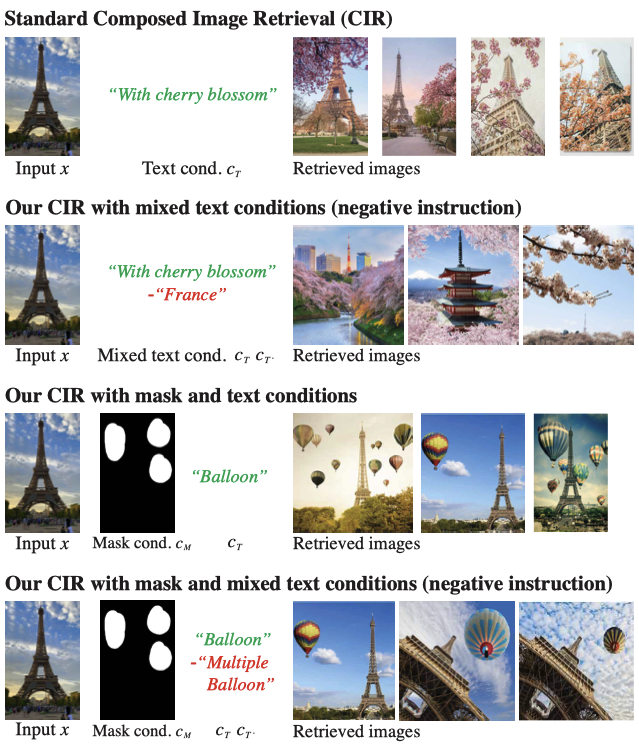 Standard Composed Image Retrieval (CIR)
“With cherry blossom”
Input x
Text cond. c_T
Retrieved images
Our CIR with mixed text conditions (negative instruction)
“With cherry blossom”
-“France”
Input x
Mixed text cond. c_T c_T-
Retrieved images
Our CIR with mask and text conditions
“Balloon”
Input x
Mask cond. c_M
c_T
Retrieved images
Our CIR with mask and mixed text conditions (negative instruction)
“Balloon”
-“Multiple
Balloon”
Input x
Mask cond. c_M
c_T c_T-
Retrieved images